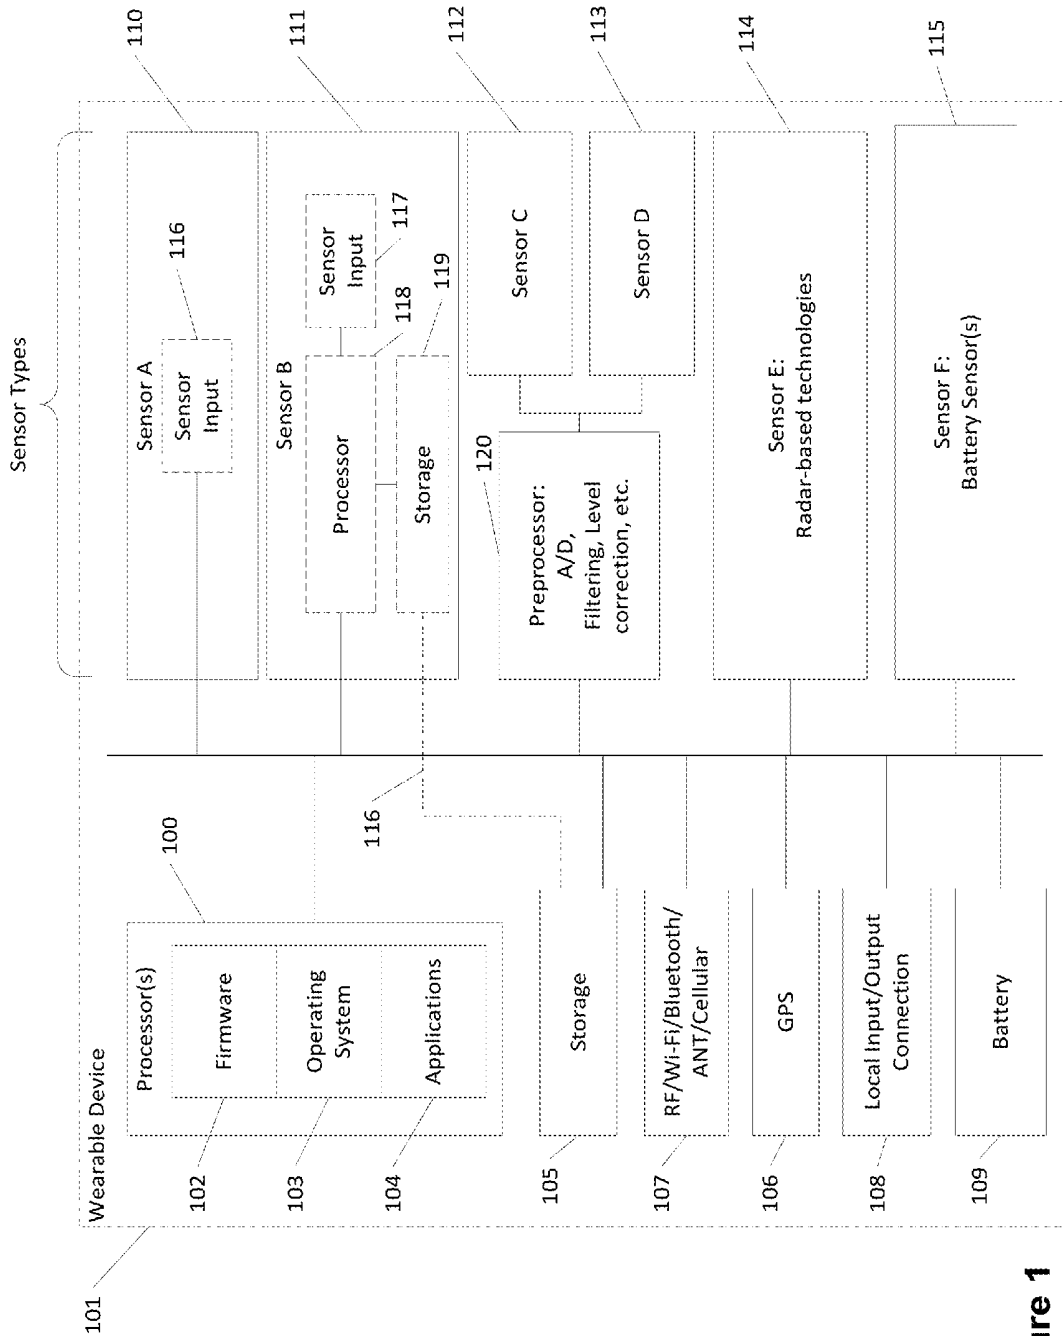 ure 1
101
Wearable Device
Processor(s)
100
Firmware
102
Operating
System
103
Applications
104
Storage
105
116
RF/Wi-Fi/Bluetooth/
ANT/Cellular
107
GPS
106
Local Input/Output
Connection
108
Battery
109
Sensor Types
Sensor A
110
Sensor
Input
116
Sensor B
111
Sensor
Input
117
Processor
118
Storage
119
Sensor C
112
Sensor D
113
120
Preprocessor:
A/D,
Filtering, Level
correction, etc.
Sensor E:
Radar-based technologies
114
Sensor F:
Battery Sensor(s)
115